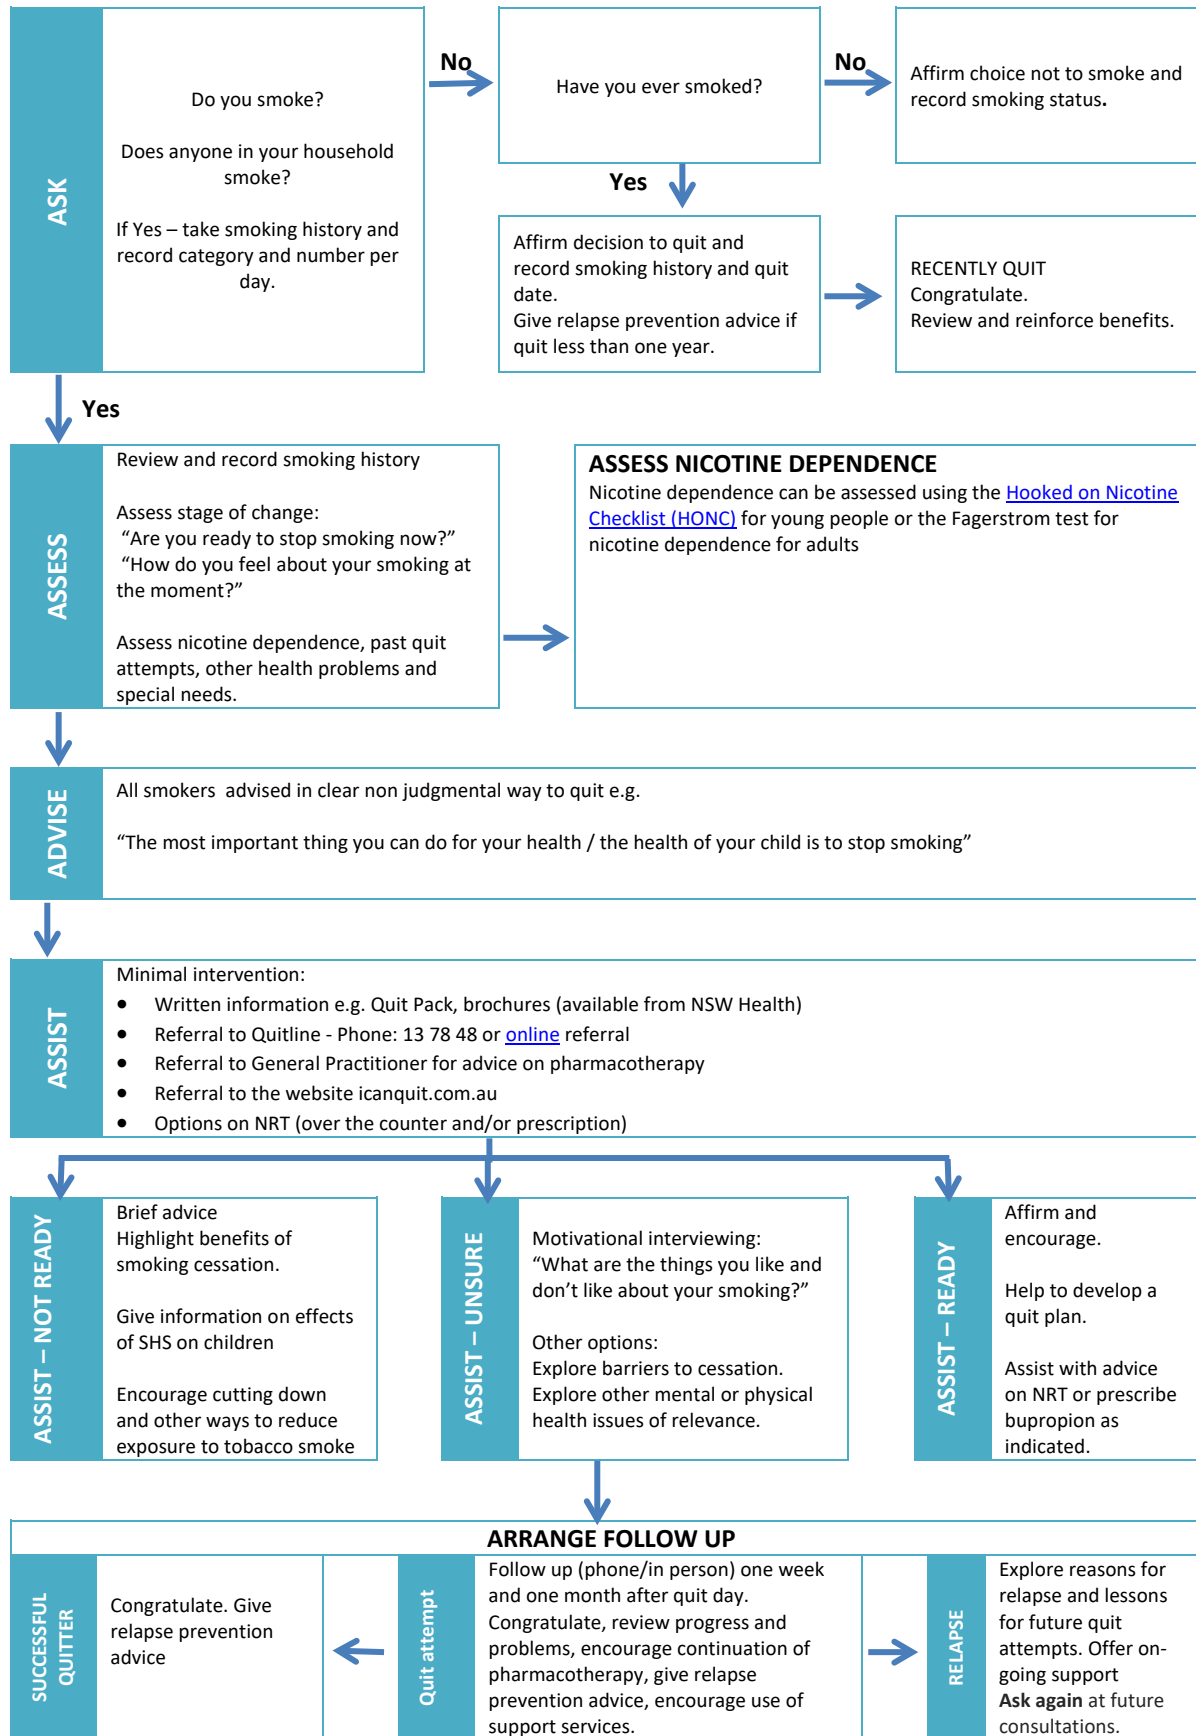 ASK
Do you smoke?
Does anyone in your household
smoke?
If Yes – take smoking history and
record category and number per
day.
No
Have you ever smoked?
No
Affirm choice not to smoke and
record smoking status.
Yes
Affirm decision to quit and
record smoking history and quit
date.
Give relapse prevention advice if
quit less than one year.
RECENTLY QUIT
Congratulate.
Review and reinforce benefits.
Yes
ASSESS
Review and record smoking history
Assess stage of change:
“Are you ready to stop smoking now?”
“How do you feel about your smoking at
the moment?”
Assess nicotine dependence, past quit
attempts, other health problems and
special needs.
ASSESS NICOTINE DEPENDENCE
Nicotine dependence can be assessed using the Hooked on Nicotine
Checklist (HONC) for young people or the Fagerstrom test for
nicotine dependence for adults
ADVISE
All smokers advised in clear non judgmental way to quit e.g.
“The most important thing you can do for your health / the health of your child is to stop smoking”
ASSIST
Minimal intervention:
• Written information e.g. Quit Pack, brochures (available from NSW Health)
• Referral to Quitline - Phone: 13 78 48 or online referral
• Referral to General Practitioner for advice on pharmacotherapy
• Referral to the website icanquit.com.au
• Options on NRT (over the counter and/or prescription)
ASSIST – NOT READY
Brief advice
Highlight benefits of
smoking cessation.
Give information on effects
of SHS on children
Encourage cutting down
and other ways to reduce
exposure to tobacco smoke
ASSIST – UNSURE
Motivational interviewing:
“What are the things you like and
don’t like about your smoking?”
Other options:
Explore barriers to cessation.
Explore other mental or physical
health issues of relevance.
ASSIST – READY
Affirm and
encourage.
Help to develop a
quit plan.
Assist with advice
on NRT or prescribe
bupropion as
indicated.
ARRANGE FOLLOW UP
SUCCESSFUL
QUITTER
Congratulate. Give
relapse prevention
advice
Quit attempt
Follow up (phone/in person) one week
and one month after quit day.
Congratulate, review progress and
problems, encourage continuation of
pharmacotherapy, give relapse
prevention advice, encourage use of
support services.
RELAPSE
Explore reasons for
relapse and lessons
for future quit
attempts. Offer on-
going support
Ask again at future
consultations.